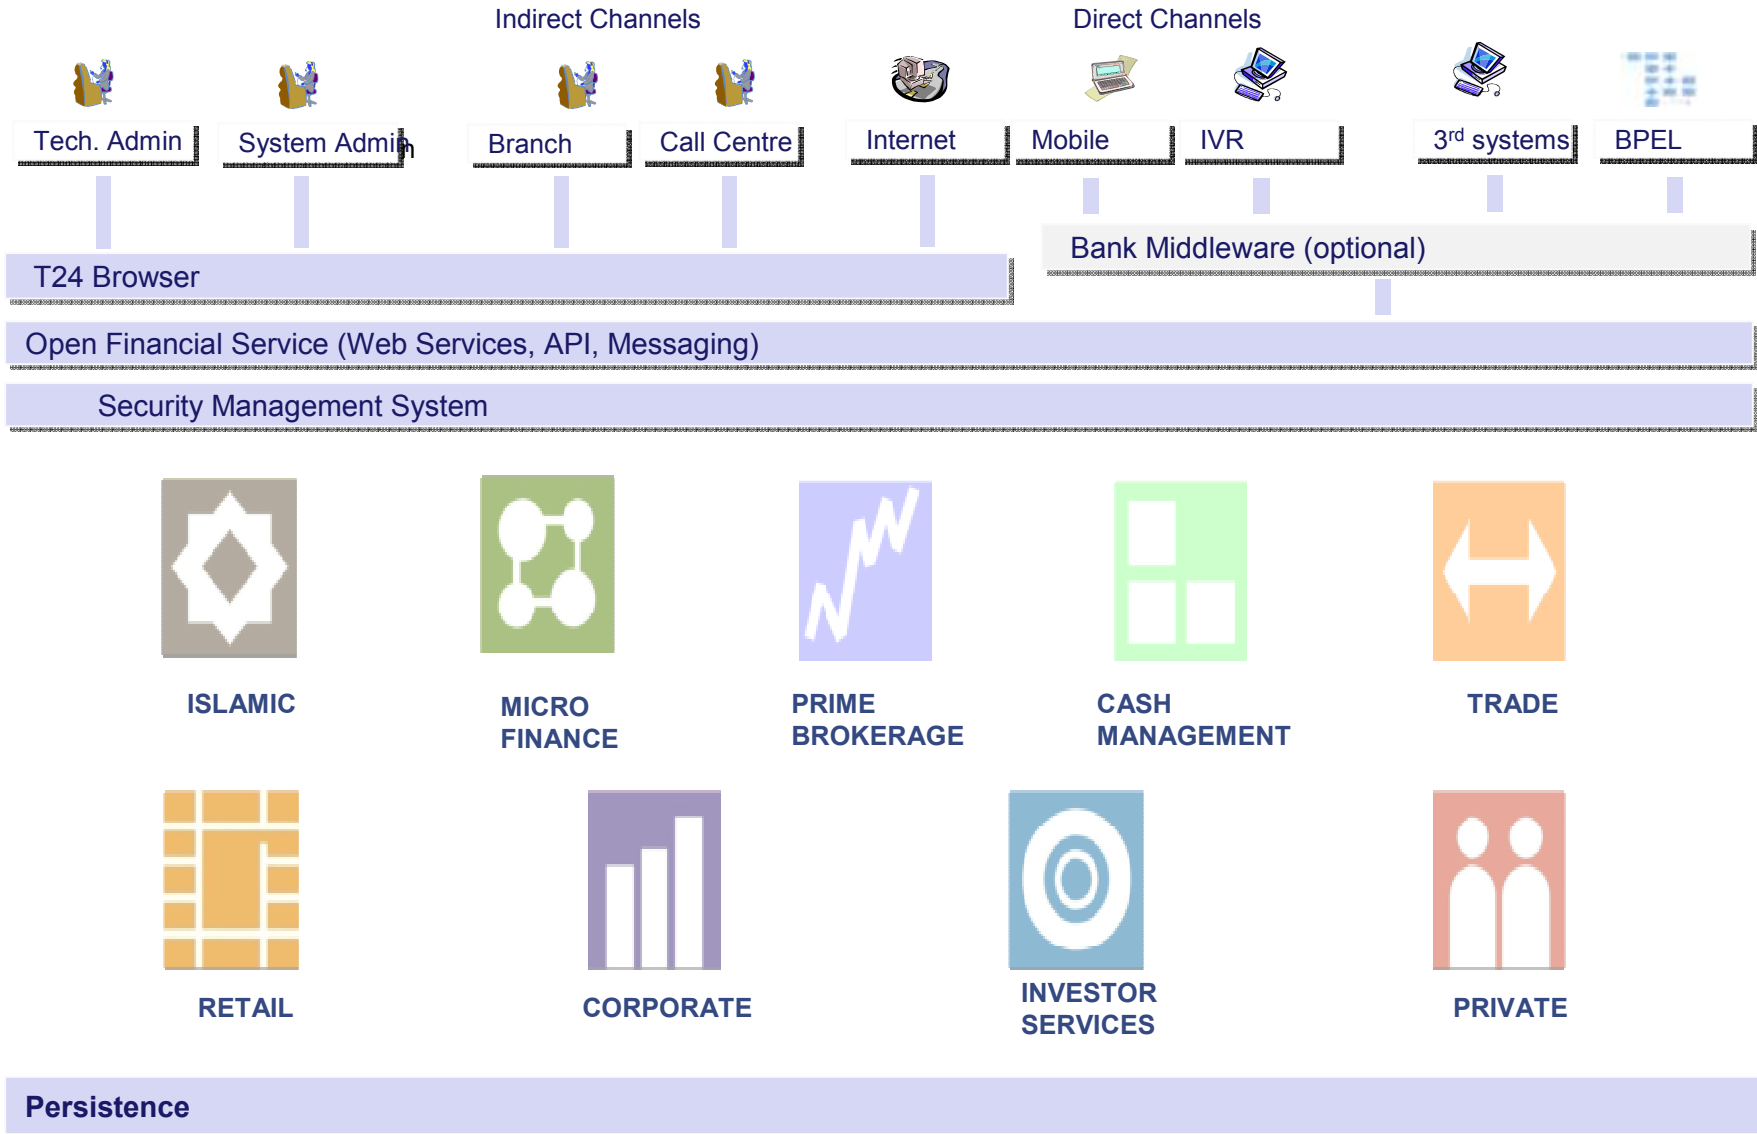 Indirect Channels
Direct Channels
Tech. Admin
System Admin
Branch
Call Centre
Internet
Mobile
IVR
3rd systems
BPEL
Bank Middleware (optional)
T24 Browser
Open Financial Service (Web Services, API, Messaging)
Security Management System
ISLAMIC
MICRO
FINANCE
PRIME
BROKERAGE
CASH
MANAGEMENT
TRADE
RETAIL
CORPORATE
INVESTOR
SERVICES
PRIVATE
Persistence